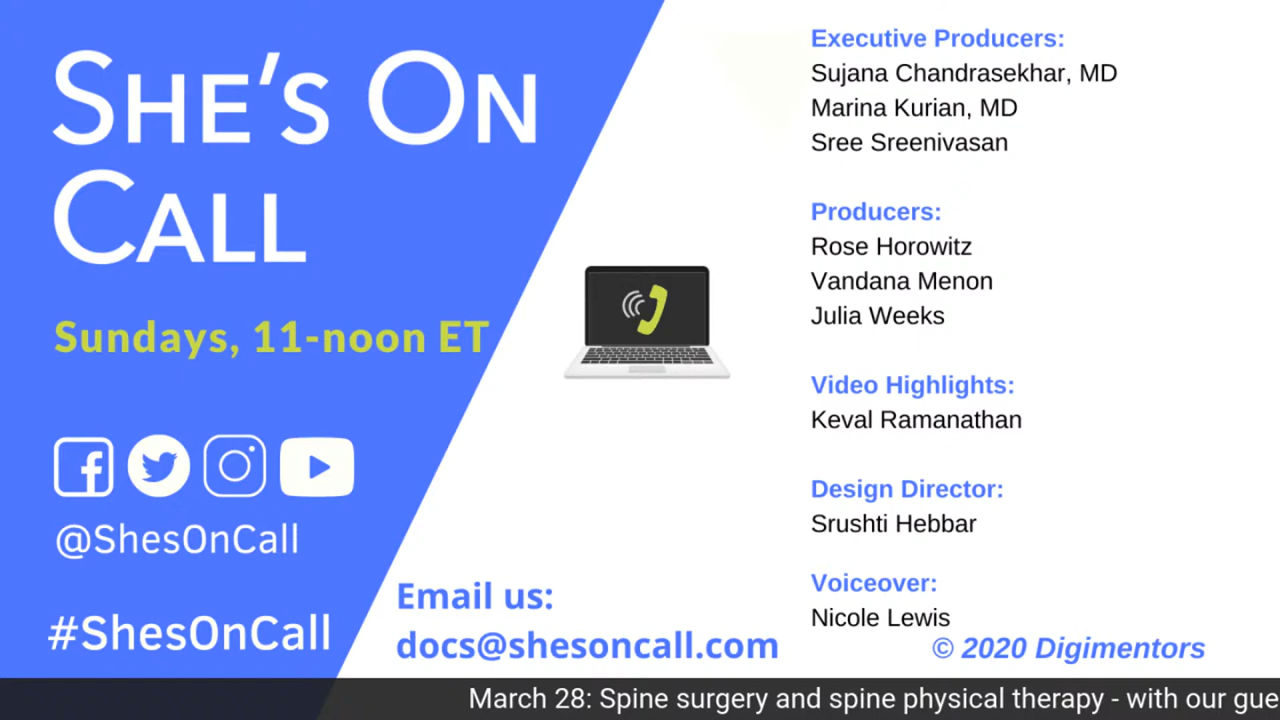 She's On
Call
Sundays, 11-noon ET
@ShesOnCall
#ShesOnCall
Email us:
docs@shesoncall.com
Executive Producers:
Sujana Chandrasekhar, MD
Marina Kurian, MD
Sree Sreenivasan
Producers:
Rose Horowitz
Vandana Menon
Julia Weeks
Video Highlights:
Keval Ramanathan
Design Director:
Srushti Hebbar
Voiceover:
Nicole Lewis
© 2020 Digimentors
March 28: Spine surgery and spine physical therapy - with our